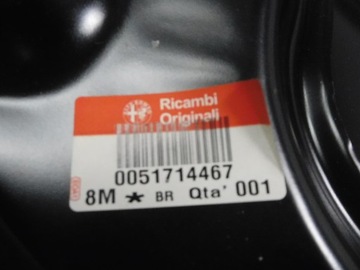 Ricambi
Originali
0051714467
8M * BR Qta' 001